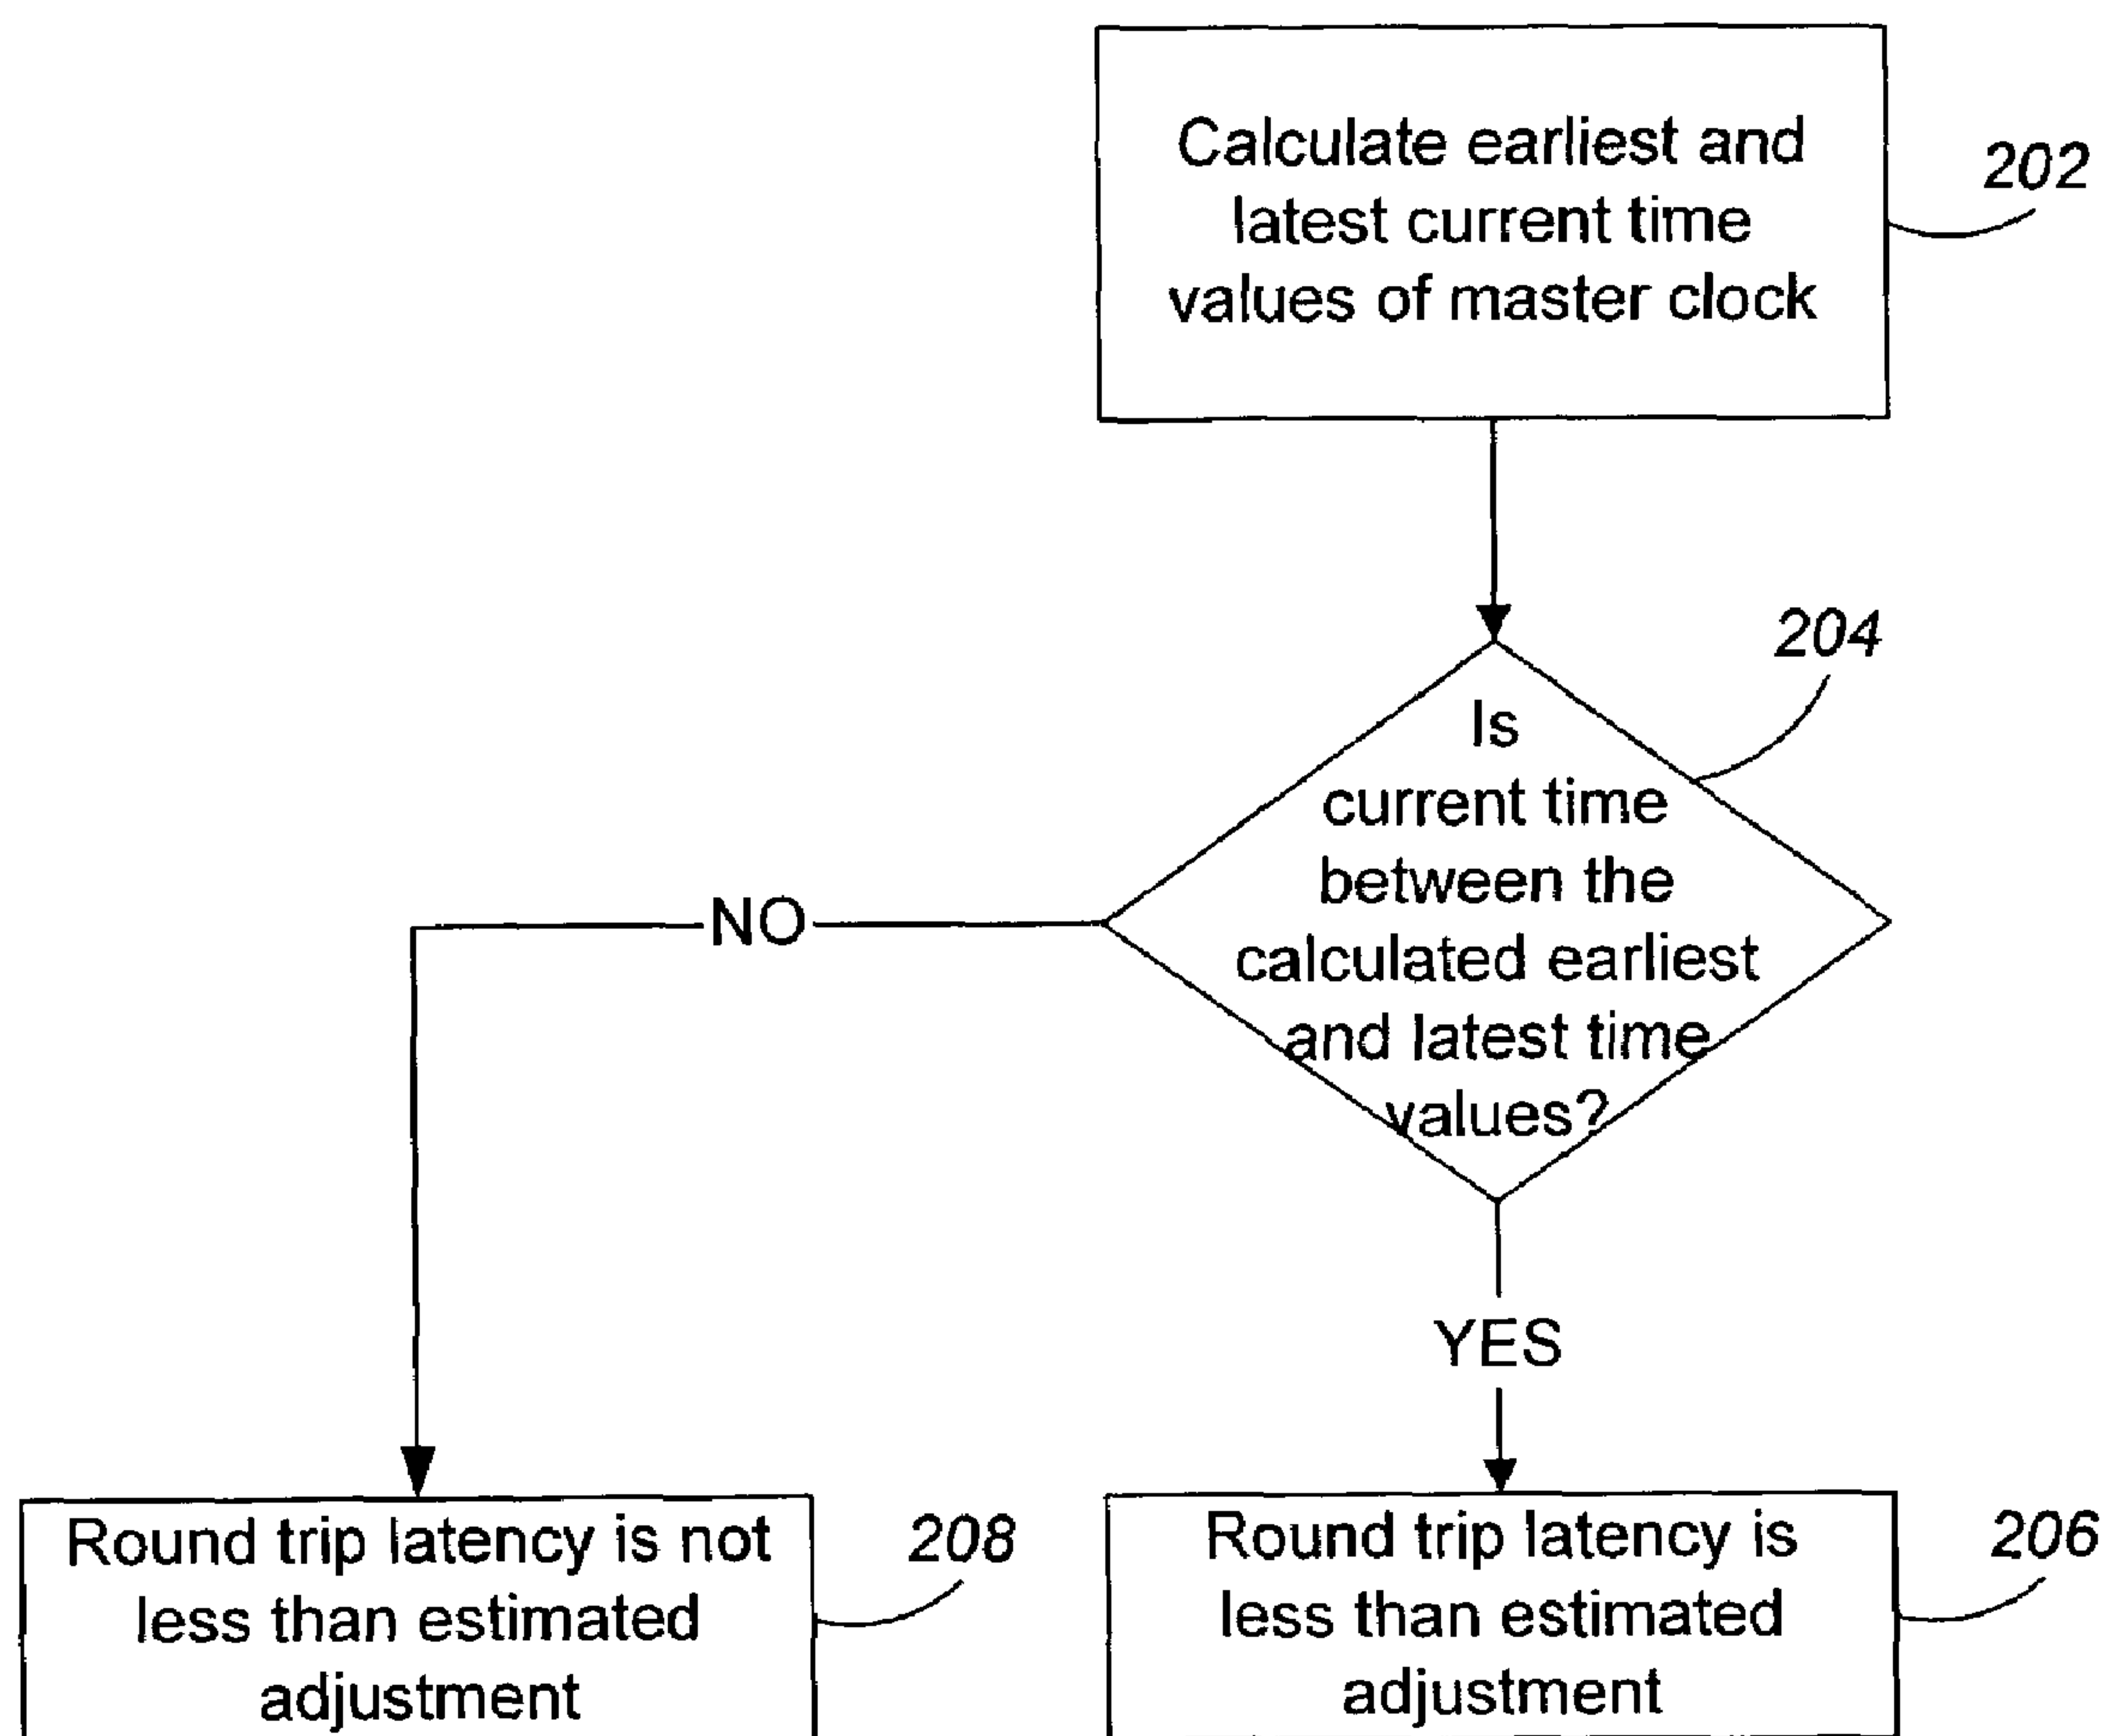 Calculate earliest and
latest current time
values of master clock
202
204
Is
current time
between the
calculated earliest
and latest time
values?
NO
YES
Round trip latency is not
less than estimated
adjustment
208
Round trip latency is
less than estimated
adjustment
206